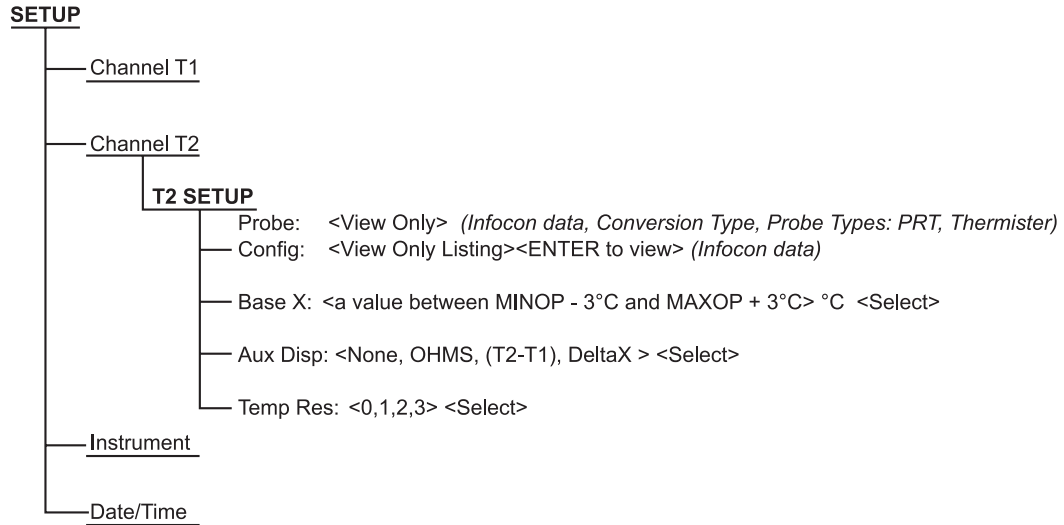 SETUP
Channel T1
Channel T2
T2 SETUP
Probe: <View Only> (Infocon data, Conversion Type, Probe Types: PRT, Thermister)
Config: <View Only Listing><ENTER to view> (Infocon data)
Base X: <a value between MINOP - 3°C and MAXOP + 3°C> °C <Select>
Aux Disp: <None, OHMS, (T2-T1), DeltaX > <Select>
Temp Res: <0,1,2,3> <Select>
Instrument
Date/Time